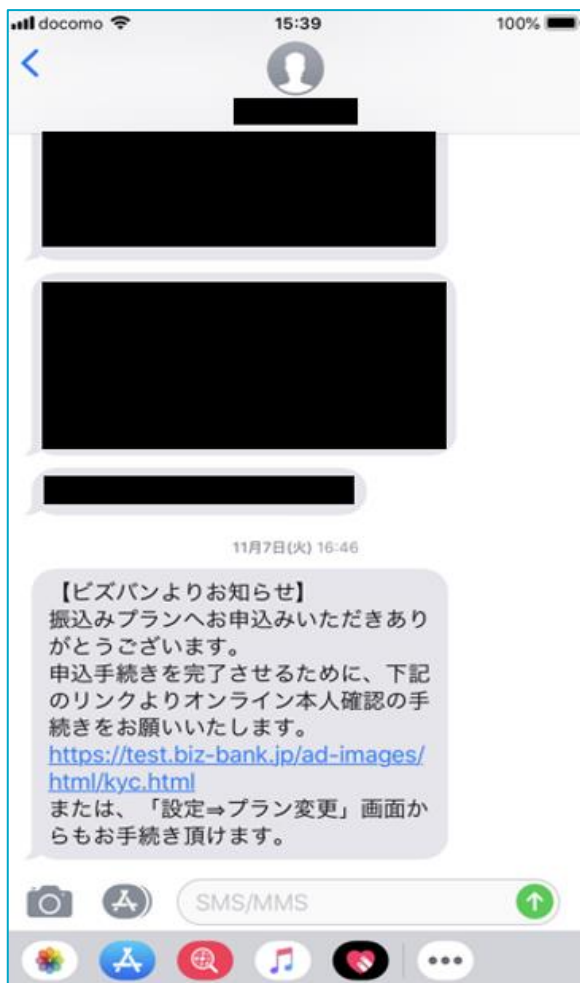 docomo 15:39 100%
11月7日(火) 16:46
【ビズバンよりお知らせ】
振込みプランへお申込みいただきあり
がとうございます。
申込手続きを完了させるために、下記
のリンクよりオンライン本人確認の手
続きをお願いいたします。
https://test.biz-bank.jp/ad-images/
html/kyc.html
または、「設定⇒プラン変更」画面か
らもお手続き頂けます。
SMS/MMS